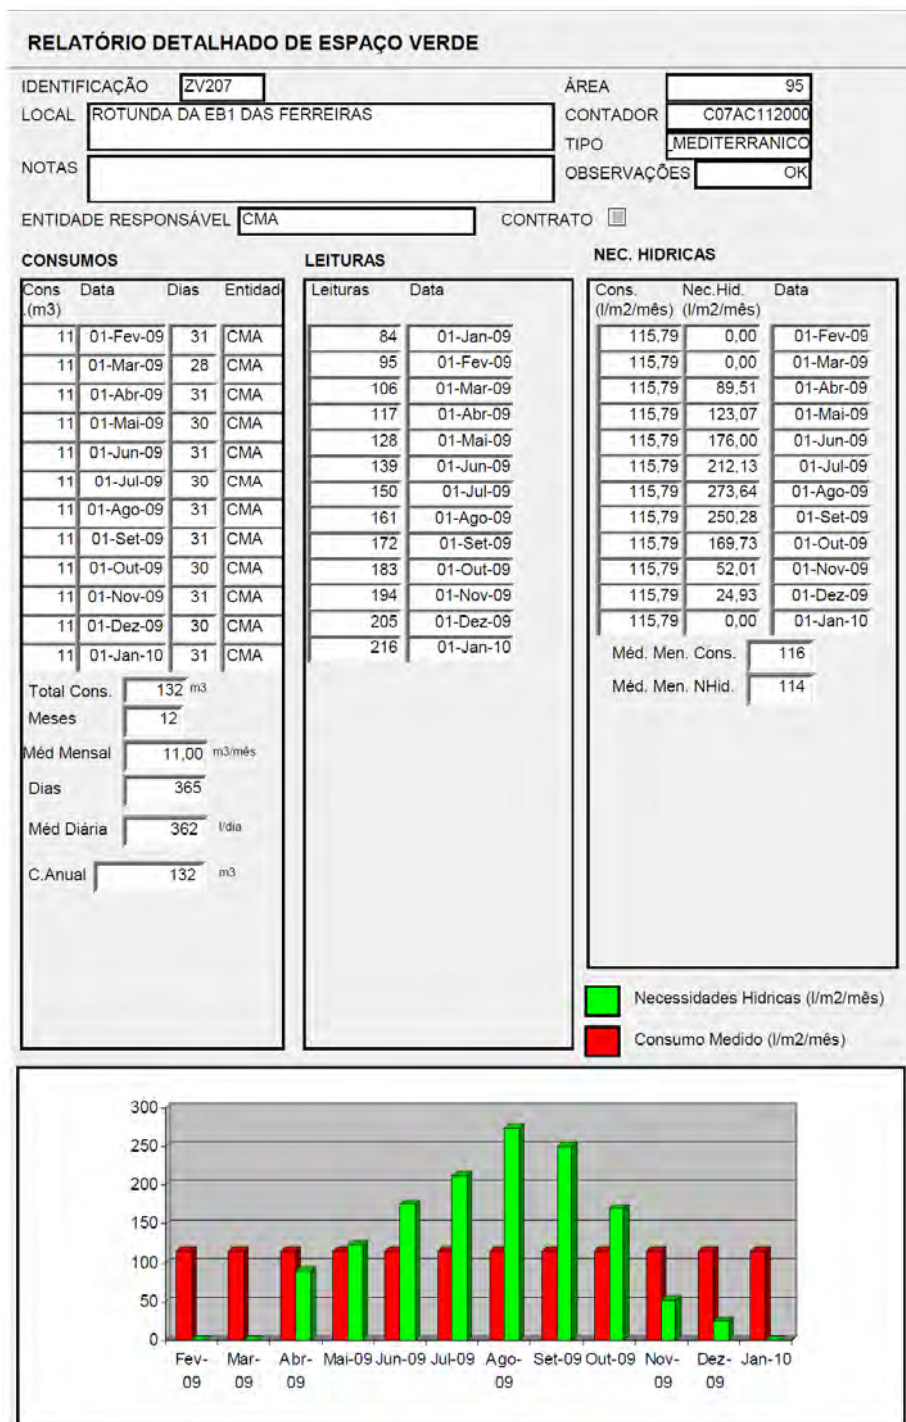 RELATÓRIO DETALHADO DE ESPAÇO VERDE
IDENTIFICAÇÃO ZV207 ÁREA 95
LOCAL ROTUNDA DA EB1 DAS FERREIRAS CONTADOR C07AC112000
TIPO _MEDITERRANICO
NOTAS OBSERVAÇÕES OK
ENTIDADE RESPONSÁVEL CMA CONTRATO
CONSUMOS
Cons .(m3) Data Dias Entidad
11 01-Fev-09 31 CMA
11 01-Mar-09 28 CMA
11 01-Abr-09 31 CMA
11 01-Mai-09 30 CMA
11 01-Jun-09 31 CMA
11 01-Jul-09 30 CMA
11 01-Ago-09 31 CMA
11 01-Set-09 31 CMA
11 01-Out-09 30 CMA
11 01-Nov-09 31 CMA
11 01-Dez-09 30 CMA
11 01-Jan-10 31 CMA
Total Cons. 132 m3
Meses 12
Méd Mensal 11,00 m3/mês
Dias 365
Méd Diária 362 l/dia
C.Anual 132 m3
LEITURAS
Leituras Data
84 01-Jan-09
95 01-Fev-09
106 01-Mar-09
117 01-Abr-09
128 01-Mai-09
139 01-Jun-09
150 01-Jul-09
161 01-Ago-09
172 01-Set-09
183 01-Out-09
194 01-Nov-09
205 01-Dez-09
216 01-Jan-10
NEC. HIDRICAS
Cons. Nec.Hid. Data
(l/m2/mês) (l/m2/mês)
115,79 0,00 01-Fev-09
115,79 0,00 01-Mar-09
115,79 89,51 01-Abr-09
115,79 123,07 01-Mai-09
115,79 176,00 01-Jun-09
115,79 212,13 01-Jul-09
115,79 273,64 01-Ago-09
115,79 250,28 01-Set-09
115,79 169,73 01-Out-09
115,79 52,01 01-Nov-09
115,79 24,93 01-Dez-09
115,79 0,00 01-Jan-10
Méd. Men. Cons. 116
Méd. Men. NHid. 114
Necessidades Hidricas (l/m2/mês)
Consumo Medido (l/m2/mês)
300
250
200
150
100
50
0
Fev-09 Mar-09 Abr-09 Mai-09 Jun-09 Jul-09 Ago-09 Set-09 Out-09 Nov-09 Dez-09 Jan-10